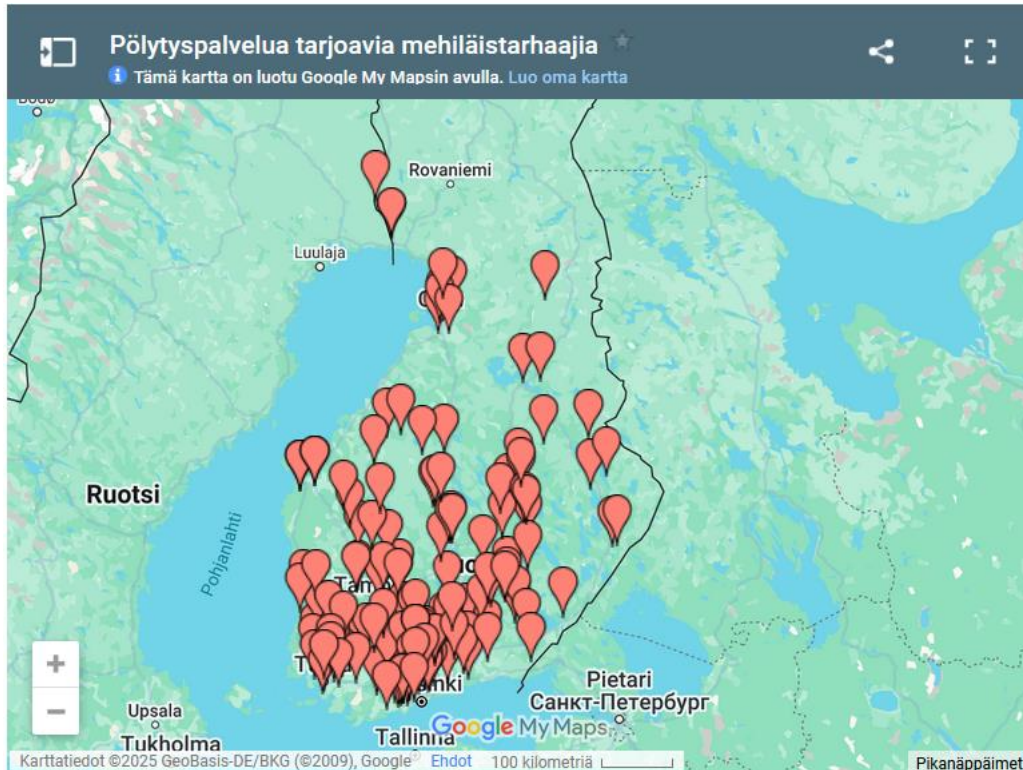 Pölytyspalvelua tarjoavia mehiläistarhaajia
Tämä kartta on luotu Google My Mapsin avulla. Luo oma kartta
Rovaniemi
Luulaja
Ruotsi
Pohjanlahti
Pietari
Санкт-Петербург
Upsala
Tukholma
Tallinna
Google My Maps
Karttatiedot ©2025 GeoBasis-DE/BKG (©2009), Google Ehdot 100 kilometriä Pikanäppäimet